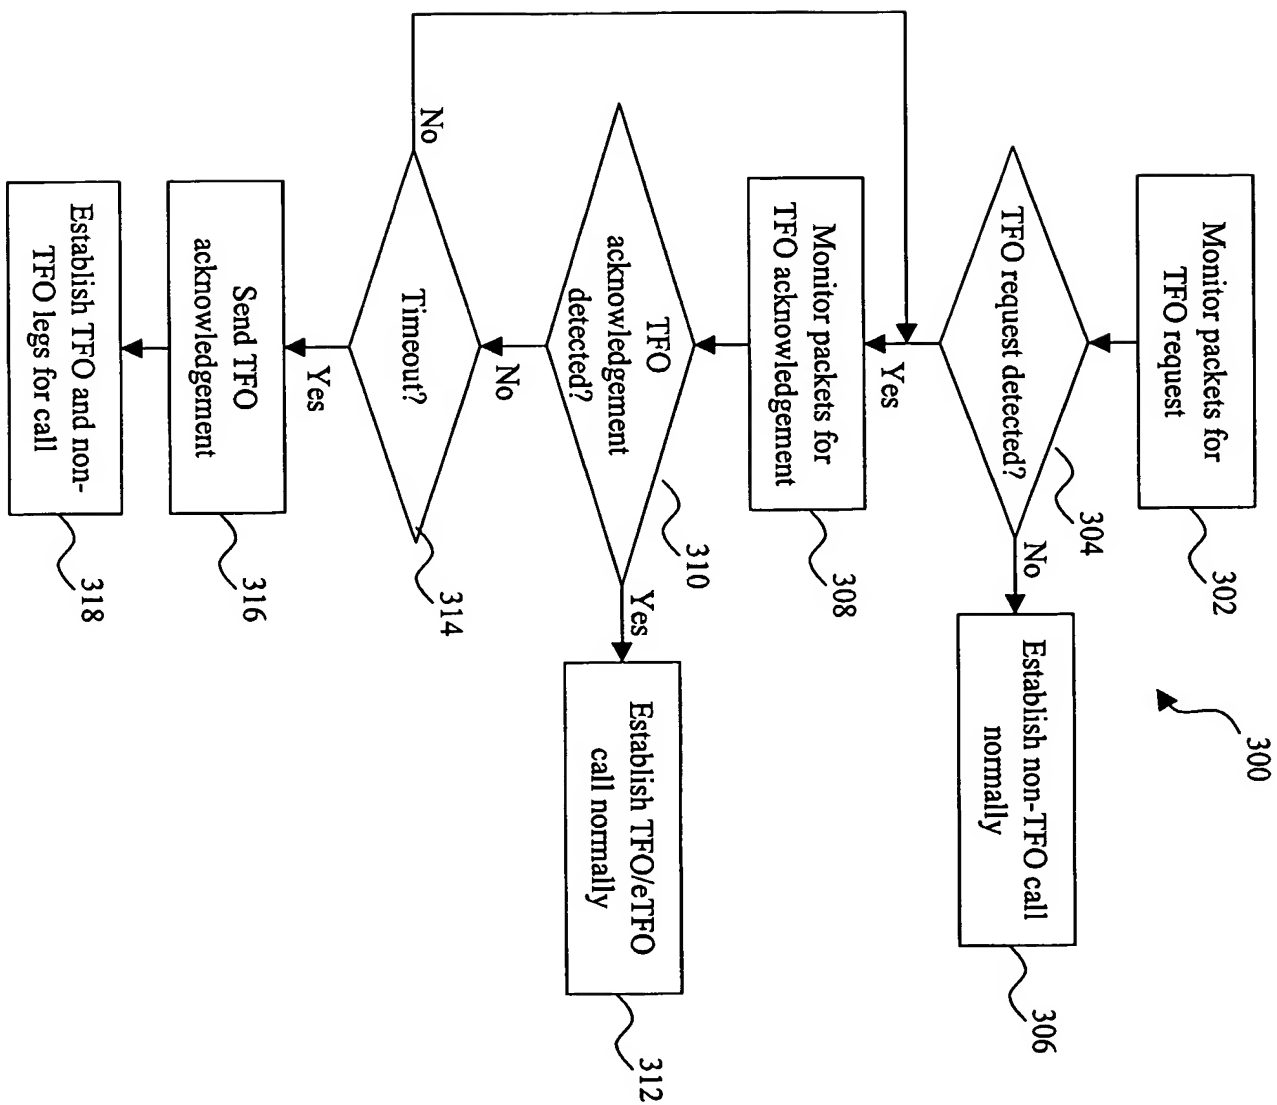 300
Monitor packets for
TFO request
302
TFO request detected?
304
No
Establish non-TFO call
normally
306
Yes
Monitor packets for
TFO acknowledgement
308
TFO
acknowledgement
detected?
310
Yes
Establish TFO/eTFO
call normally
312
No
Timeout?
314
No
Yes
Send TFO
acknowledgement
316
Establish TFO and non-
TFO legs for call
318